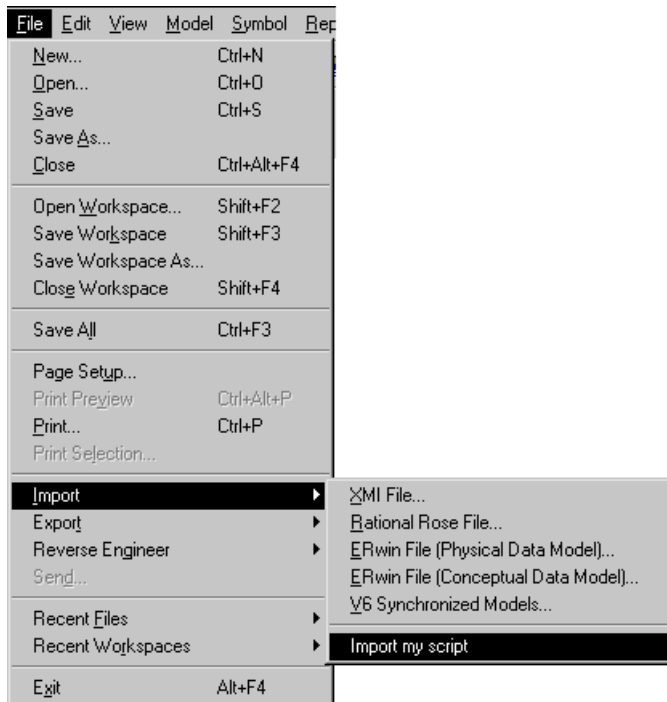 File Edit View Model Symbol Rep
New... Ctrl+N
Open... Ctrl+O
Save Ctrl+S
Save As...
Close Ctrl+Alt+F4
Open Workspace... Shift+F2
Save Workspace Shift+F3
Save Workspace As...
Close Workspace Shift+F4
Save All Ctrl+F3
Page Setup...
Print Preview Ctrl+Alt+P
Print... Ctrl+P
Print Selection...
Import
Export
Reverse Engineer
Send...
Recent Files
Recent Workspaces
Exit Alt+F4
XMI File...
Rational Rose File...
ERwin File (Physical Data Model)...
ERwin File (Conceptual Data Model)...
V6 Synchronized Models...
Import my script